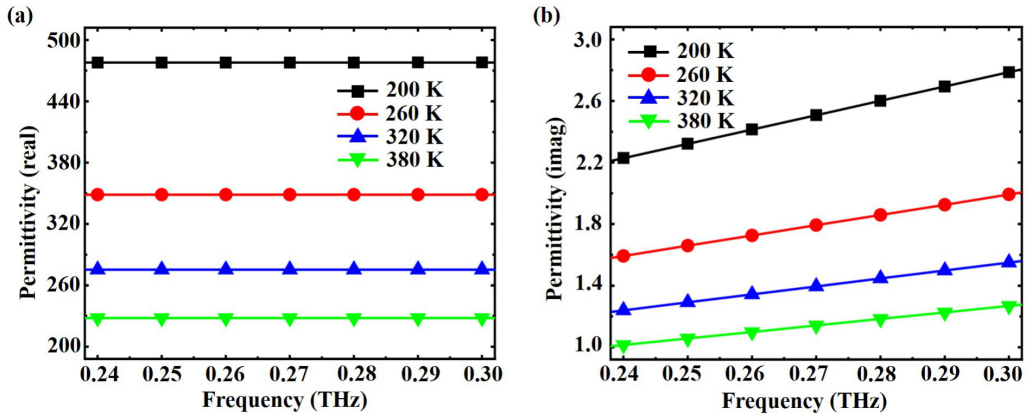 (a)
Permittivity (real)
500
440
380
320
260
200
200 K
260 K
320 K
380 K
0.24 0.25 0.26 0.27 0.28 0.29 0.30
Frequency (THz)
(b)
Permittivity (imag)
3.0
2.6
2.2
1.8
1.4
1.0
200 K
260 K
320 K
380 K
0.24 0.25 0.26 0.27 0.28 0.29 0.30
Frequency (THz)